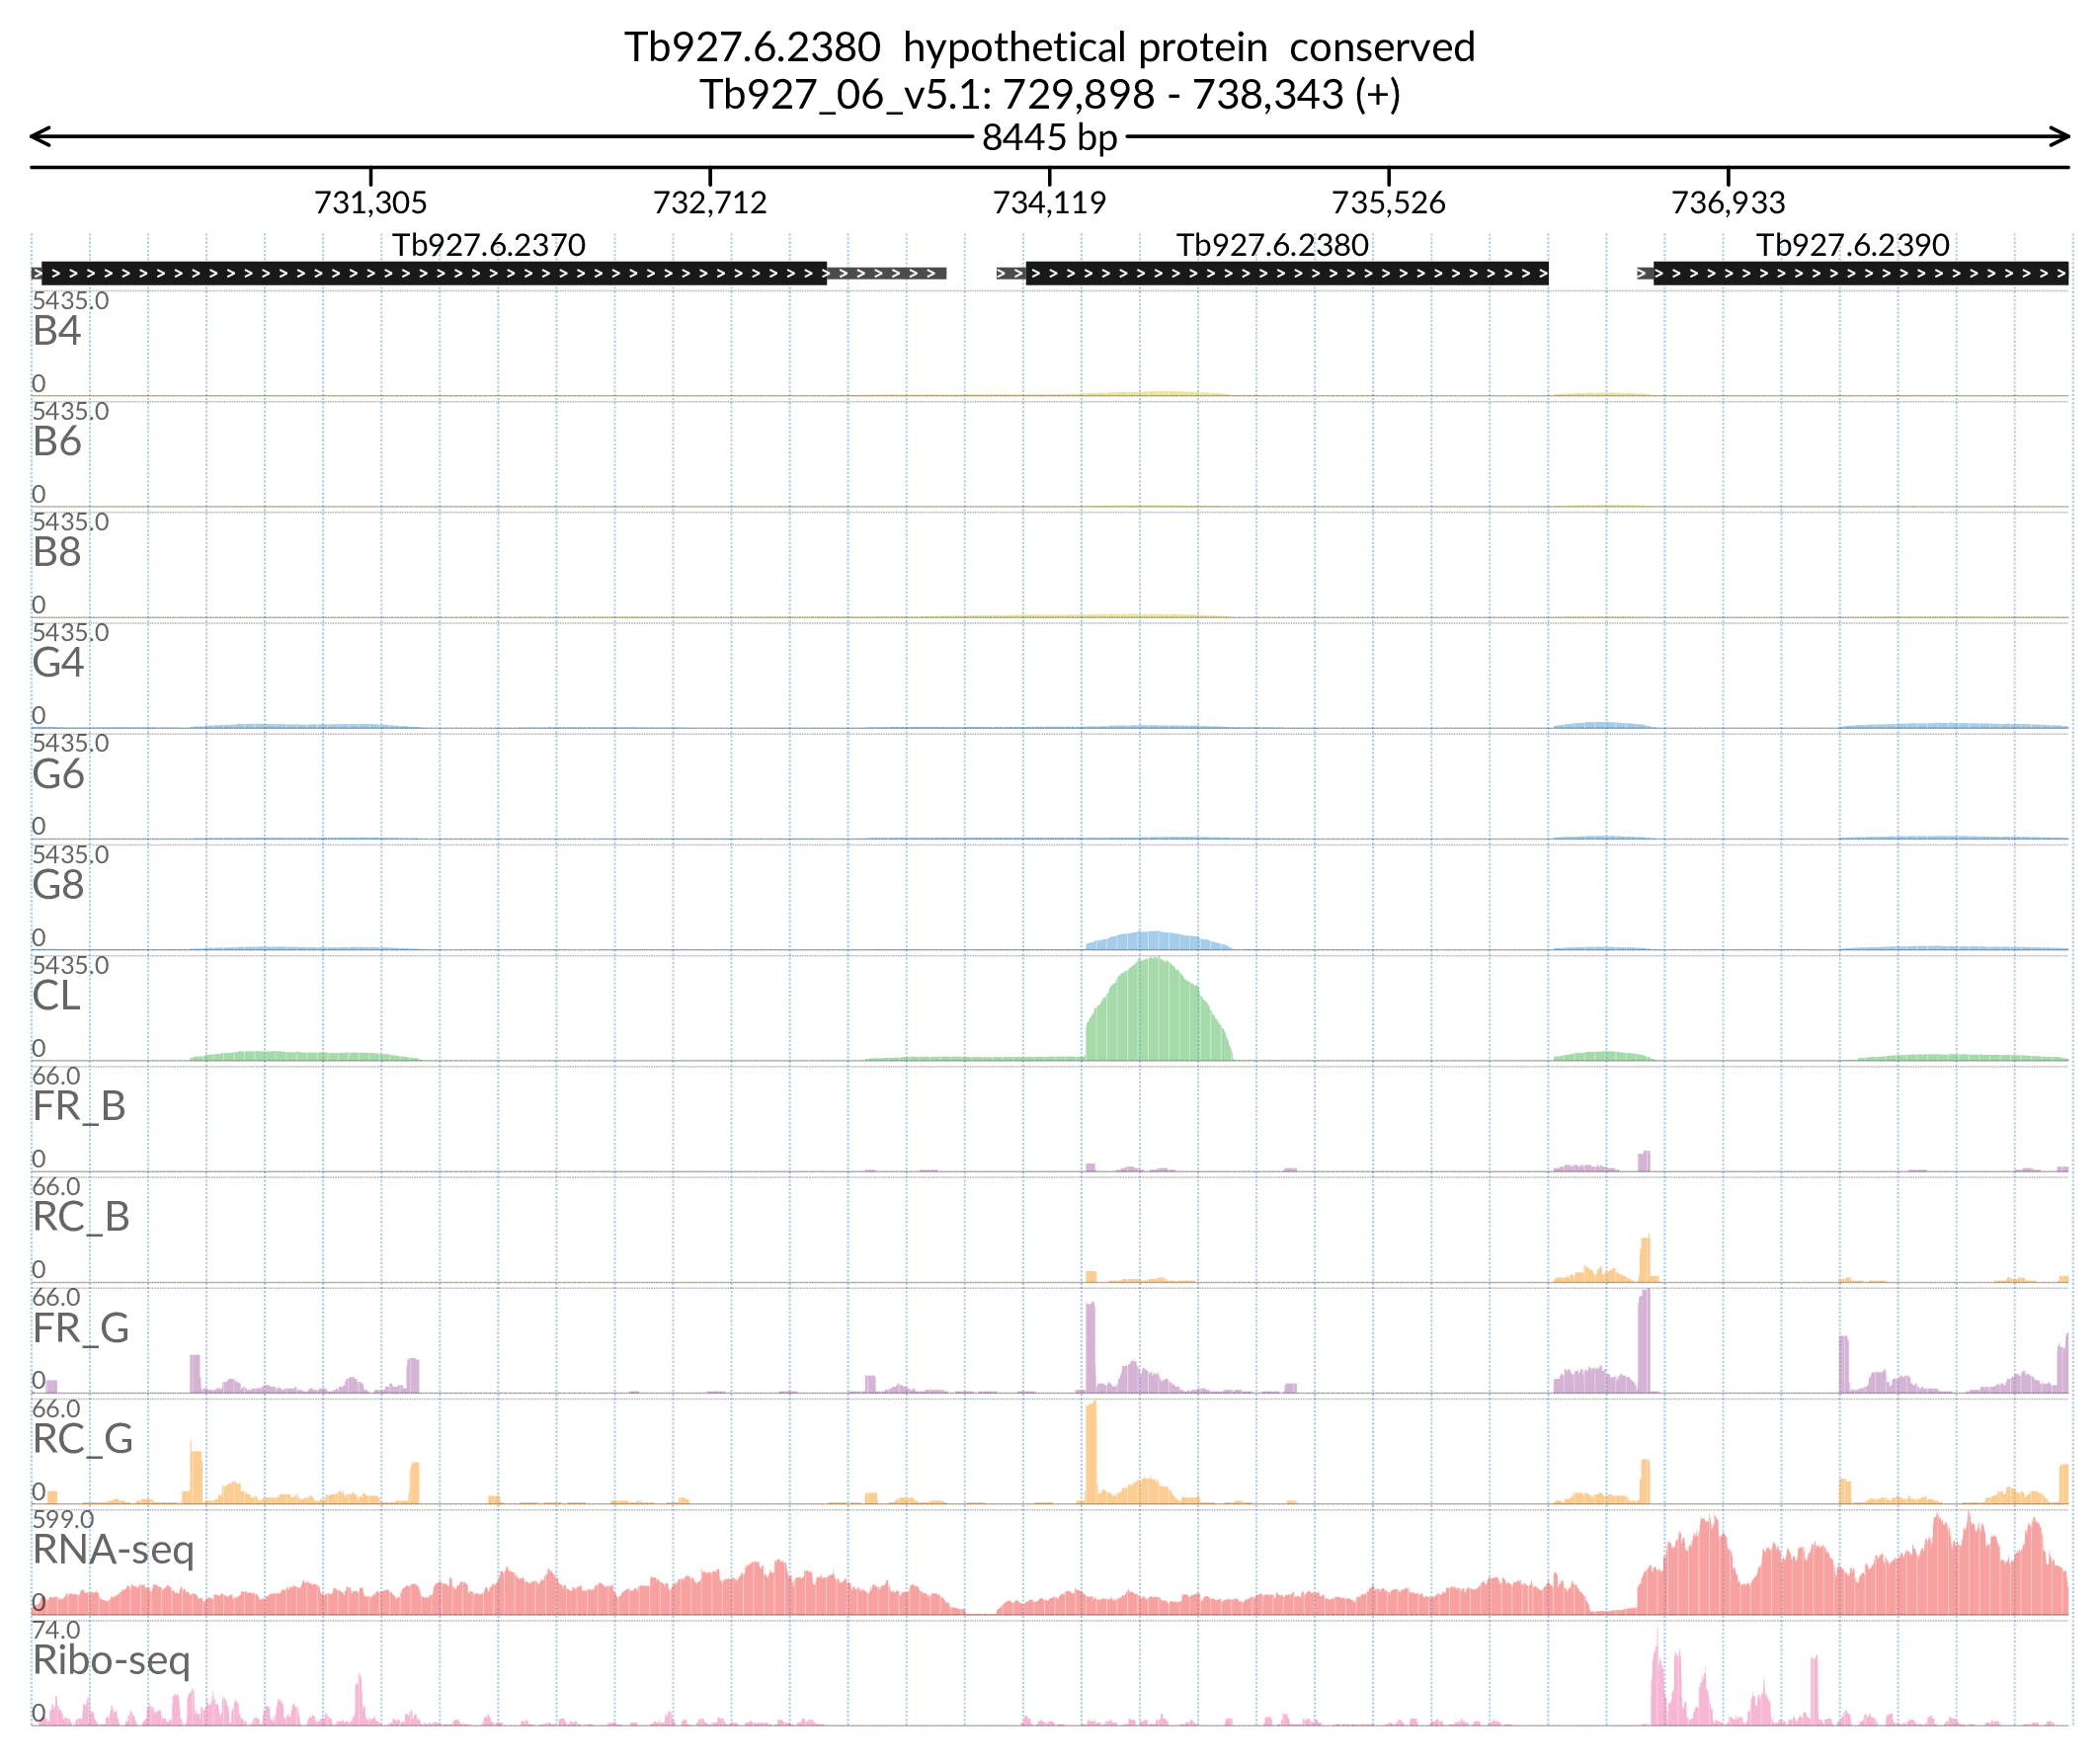 Tb927.6.2380 hypothetical protein conserved
Tb927_06_v5.1: 729,898 - 738,343 (+)
8445 bp
731,305 732,712 734,119 735,526 736,933
Tb927.6.2370 Tb927.6.2380 Tb927.6.2390
5435.0
B4
0
5435.0
B6
0
5435.0
B8
0
5435.0
G4
0
5435.0
G6
0
5435.0
G8
0
5435.0
CL
0
66.0
FR_B
0
66.0
RC_B
0
66.0
FR_G
0
66.0
RC_G
0
599.0
RNA-seq
0
74.0
Ribo-seq
0